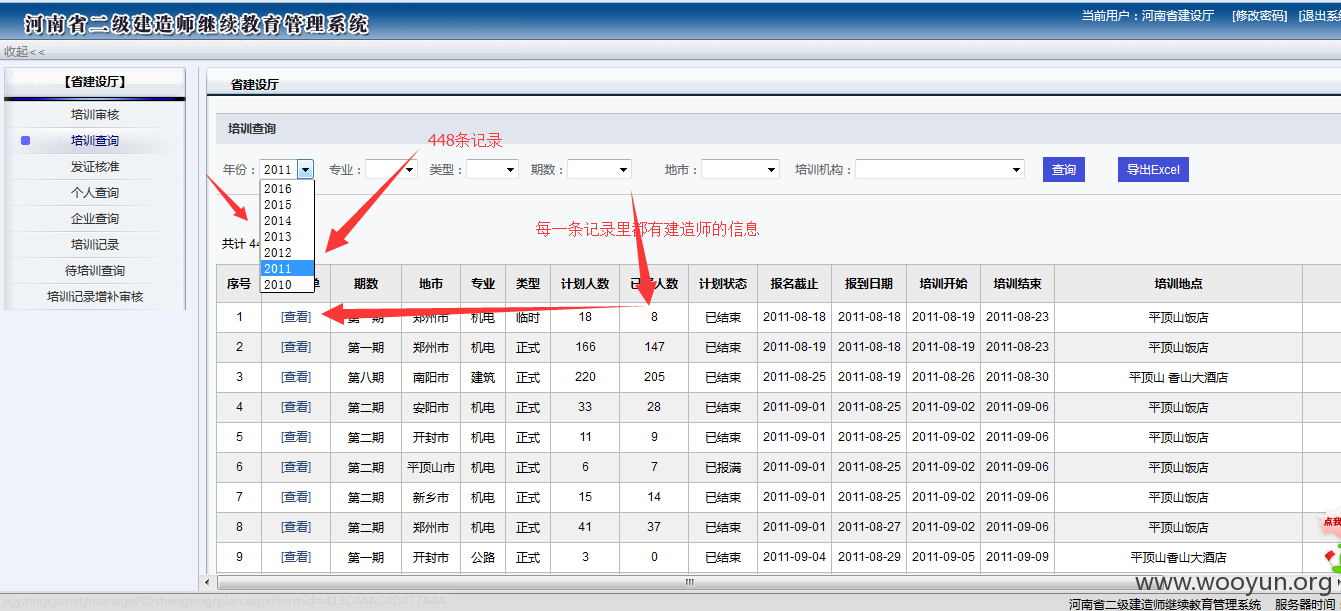 河南省二级建造师继续教育管理系统
当前用户：河南省建设厅 [修改密码] [退出系
收起<<
【省建设厅】
培训审核
培训查询
发证核准
个人查询
企业查询
培训记录
待培训查询
培训记录增补审核
省建设厅
培训查询
448条记录
年份： 2011 专业： 类型： 期数： 地市： 培训机构： 查询 导出Excel
2016
2015
2014
2013
2012
2011
2010
每一条记录里都有建造师的信息
共计 44
序号 单 期数 地市 专业 类型 计划人数 已 人数 计划状态 报名截止 报到日期 培训开始 培训结束 培训地点
1 [查看] 第一期 郑州市 机电 临时 18 8 已结束 2011-08-18 2011-08-18 2011-08-19 2011-08-23 平顶山饭店
2 [查看] 第一期 郑州市 机电 正式 166 147 已结束 2011-08-19 2011-08-18 2011-08-19 2011-08-23 平顶山饭店
3 [查看] 第八期 南阳市 建筑 正式 220 205 已结束 2011-08-25 2011-08-19 2011-08-26 2011-08-30 平顶山 香山大酒店
4 [查看] 第二期 安阳市 机电 正式 33 28 已结束 2011-09-01 2011-08-25 2011-09-02 2011-09-06 平顶山饭店
5 [查看] 第二期 开封市 机电 正式 11 9 已结束 2011-09-01 2011-08-25 2011-09-02 2011-09-06 平顶山饭店
6 [查看] 第二期 平顶山市 机电 正式 6 7 已报满 2011-09-01 2011-08-25 2011-09-02 2011-09-06 平顶山饭店
7 [查看] 第二期 新乡市 机电 正式 15 14 已结束 2011-09-01 2011-08-25 2011-09-02 2011-09-06 平顶山饭店
8 [查看] 第二期 郑州市 机电 正式 41 37 已结束 2011-09-01 2011-08-27 2011-09-02 2011-09-06 平顶山饭店
9 [查看] 第一期 开封市 公路 正式 3 0 已结束 2011-09-04 2011-08-29 2011-09-05 2011-09-09 平顶山香山大酒店
点我
www.wooyun.org
jxjy.hngcjs.net/manage/05shengting/plan.aspx?formid=413C4AAC4D477A4A
河南省二级建造师继续教育管理系统 服务器时间